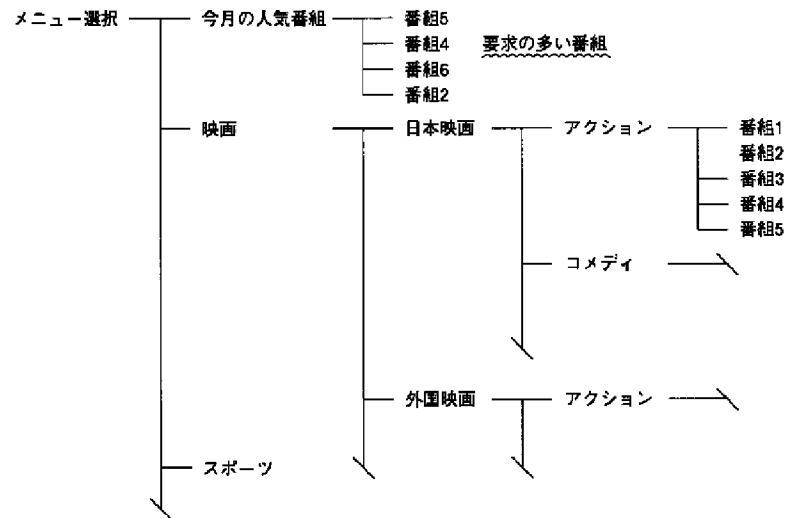 メニュー選択 今月の人気番組 番組5
番組4 要求の多い番組
番組6
番組2
映画 日本映画 アクション 番組1
番組2
番組3
番組4
番組5
コメディ
外国映画 アクション
スポーツ